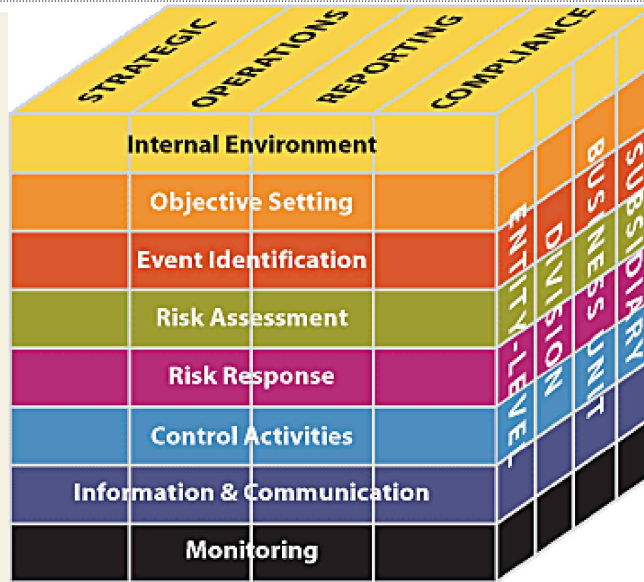 STRATEGIC
OPERATIONS
REPORTING
COMPLIANCE
Internal Environment
Objective Setting
Event Identification
Risk Assessment
Risk Response
Control Activities
Information & Communication
Monitoring
ENTITY-LEVEL
DIVISION
BUSINESS UNIT
SUBSIDIARY